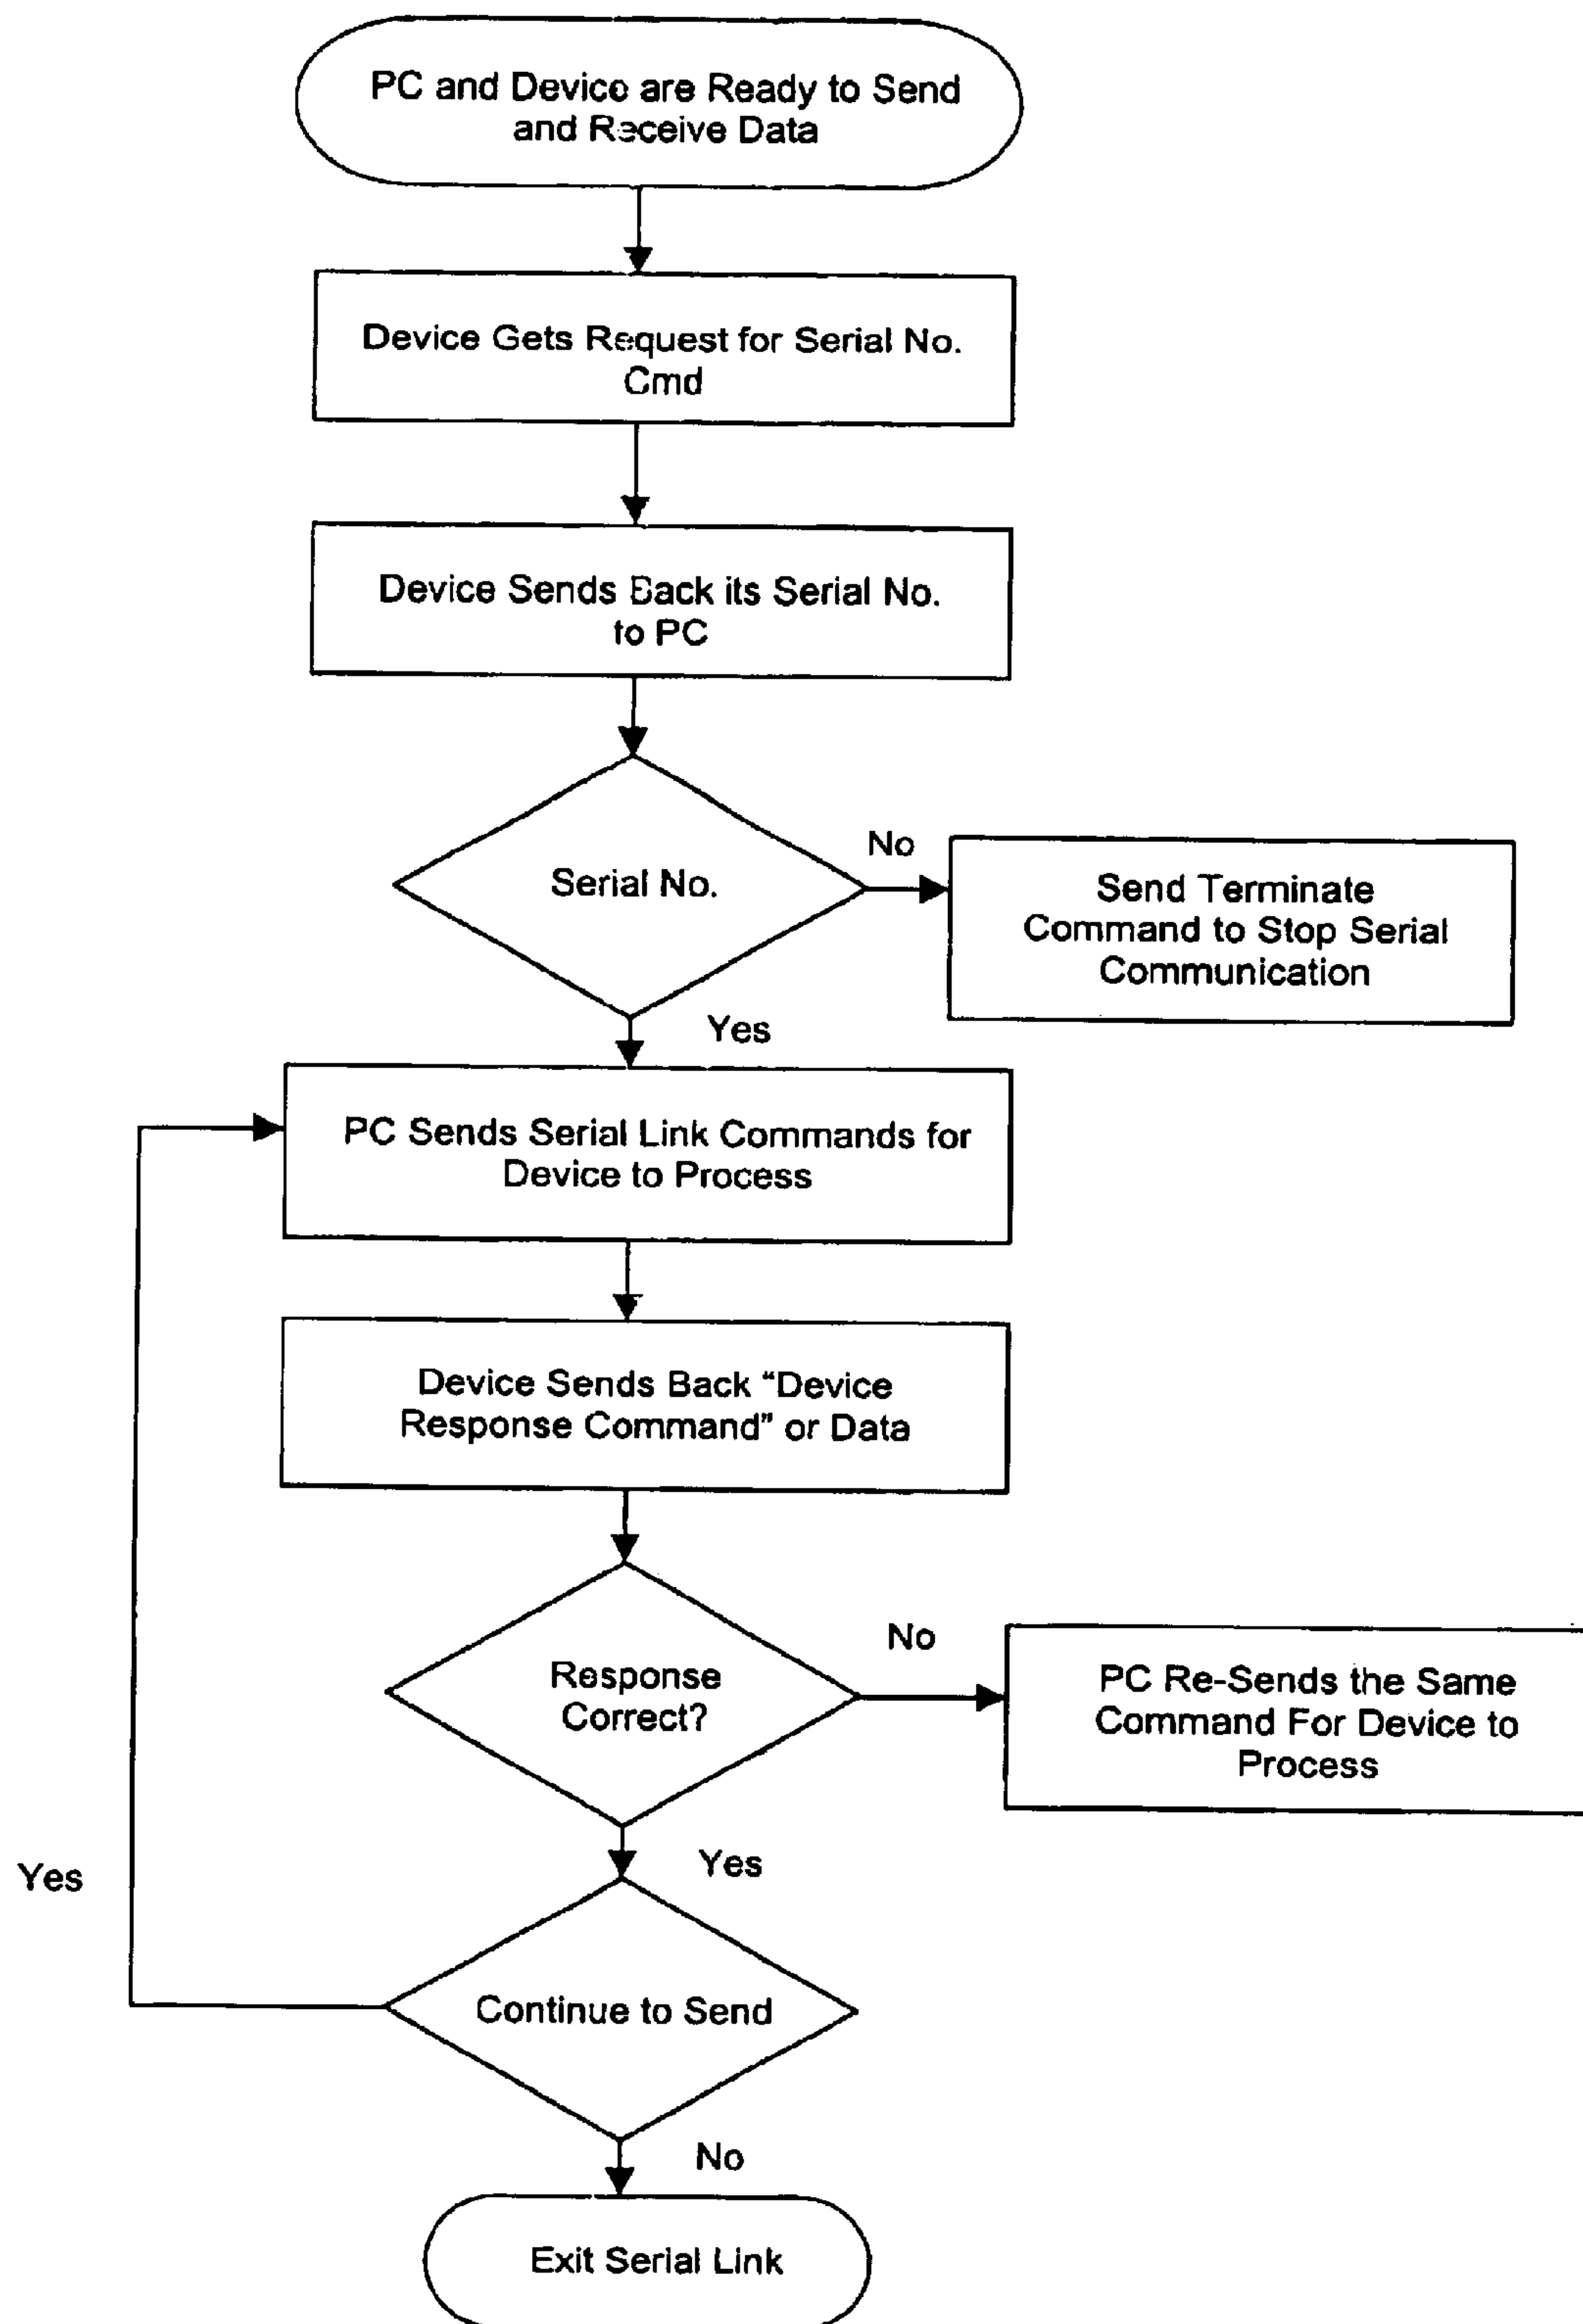 PC and Device are Ready to Send
and Receive Data
Device Gets Request for Serial No.
Cmd
Device Sends Back its Serial No.
to PC
Serial No.
No
Send Terminate
Command to Stop Serial
Communication
Yes
PC Sends Serial Link Commands for
Device to Process
Device Sends Back “Device
Response Command” or Data
Response
Correct?
No
PC Re-Sends the Same
Command For Device to
Process
Yes
Yes
Continue to Send
No
Exit Serial Link